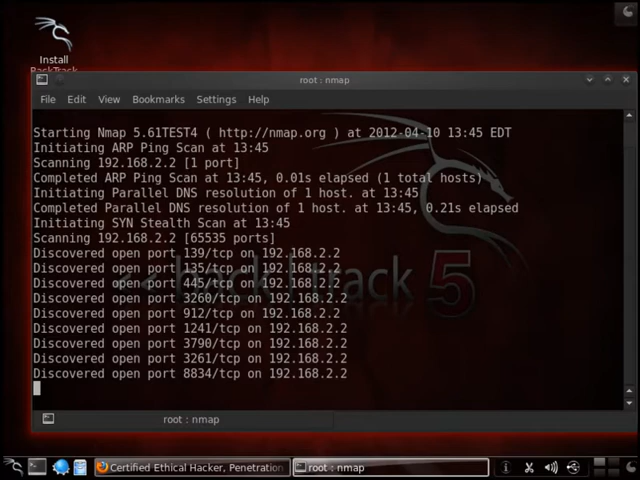 Install
BackTrack
root : nmap
File Edit View Bookmarks Settings Help
Starting Nmap 5.61TEST4 ( http://nmap.org ) at 2012-04-10 13:45 EDT
Initiating ARP Ping Scan at 13:45
Scanning 192.168.2.2 [1 port]
Completed ARP Ping Scan at 13:45, 0.01s elapsed (1 total hosts)
Initiating Parallel DNS resolution of 1 host. at 13:45
Completed Parallel DNS resolution of 1 host. at 13:45, 0.21s elapsed
Initiating SYN Stealth Scan at 13:45
Scanning 192.168.2.2 [65535 ports]
Discovered open port 139/tcp on 192.168.2.2
Discovered open port 135/tcp on 192.168.2.2
Discovered open port 445/tcp on 192.168.2.2
Discovered open port 3260/tcp on 192.168.2.2
Discovered open port 912/tcp on 192.168.2.2
Discovered open port 1241/tcp on 192.168.2.2
Discovered open port 3790/tcp on 192.168.2.2
Discovered open port 3261/tcp on 192.168.2.2
Discovered open port 8834/tcp on 192.168.2.2
<< back | track 5
root : nmap
Certified Ethical Hacker, Penetration
root : nmap